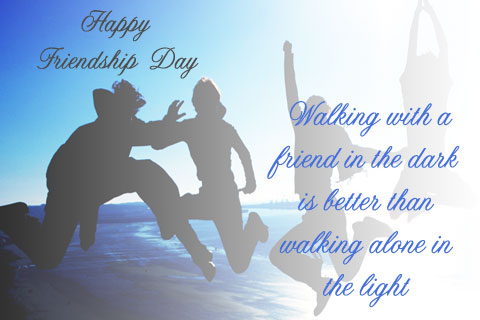 Happy
Friendship Day
Walking with a
friend in the dark
is better than
walking alone in
the light